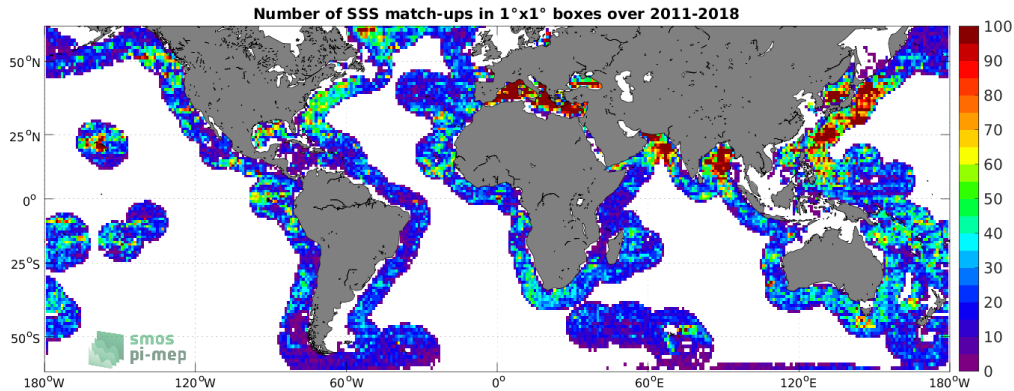 Number of SSS match-ups in 1°x1° boxes over 2011-2018
100
90
80
70
60
50
40
30
20
10
0
50°N
25°N
0°
25°S
50°S
smos
pi-mep
180°W
120°W
60°W
0°
60°E
120°E
180°W